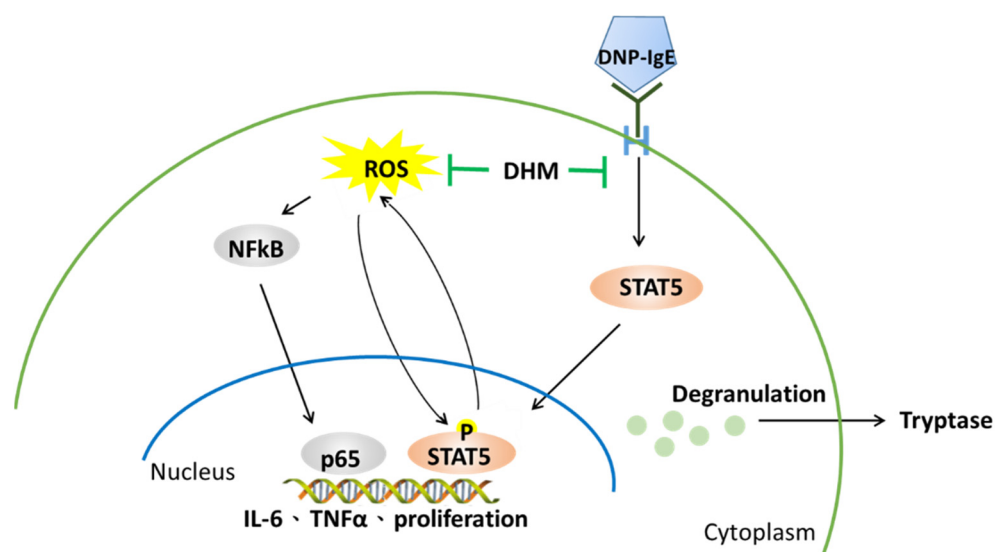 DNP-IgE
ROS
DHM
NFkB
STAT5
Degranulation
Tryptase
P
p65
STAT5
Nucleus
IL-6、TNFα、proliferation
Cytoplasm